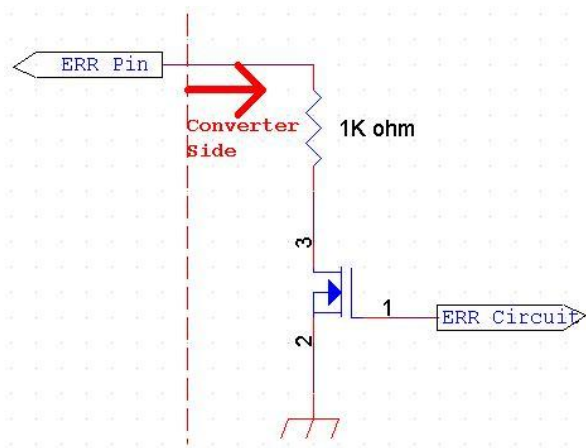 ERR Pin
Converter
Side
1K ohm
3
1
ERR Circuit
2